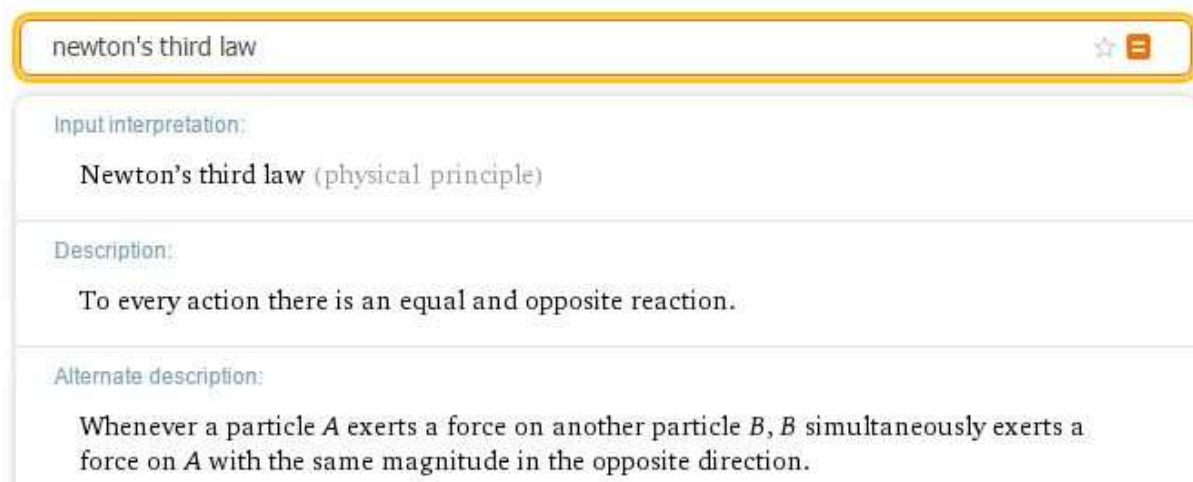 newton's third law
Input interpretation:
Newton’s third law (physical principle)
Description:
To every action there is an equal and opposite reaction.
Alternate description:
Whenever a particle A exerts a force on another particle B, B simultaneously exerts a
force on A with the same magnitude in the opposite direction.